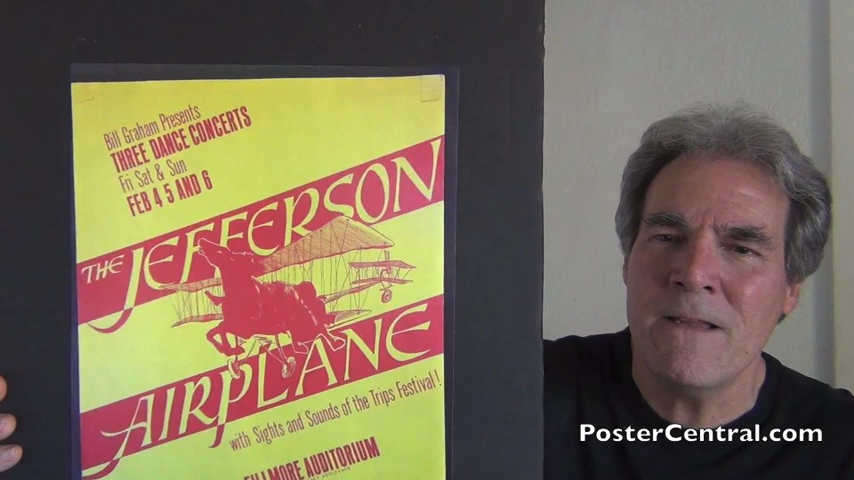 Bill Graham Presents
THREE DANCE CONCERTS
Fri Sat & Sun
FEB 4 5 AND 6
THE JEFFERSON
AIRPLANE
with Sights and Sounds of the Trips Festival!
FILLMORE AUDITORIUM
PosterCentral.com